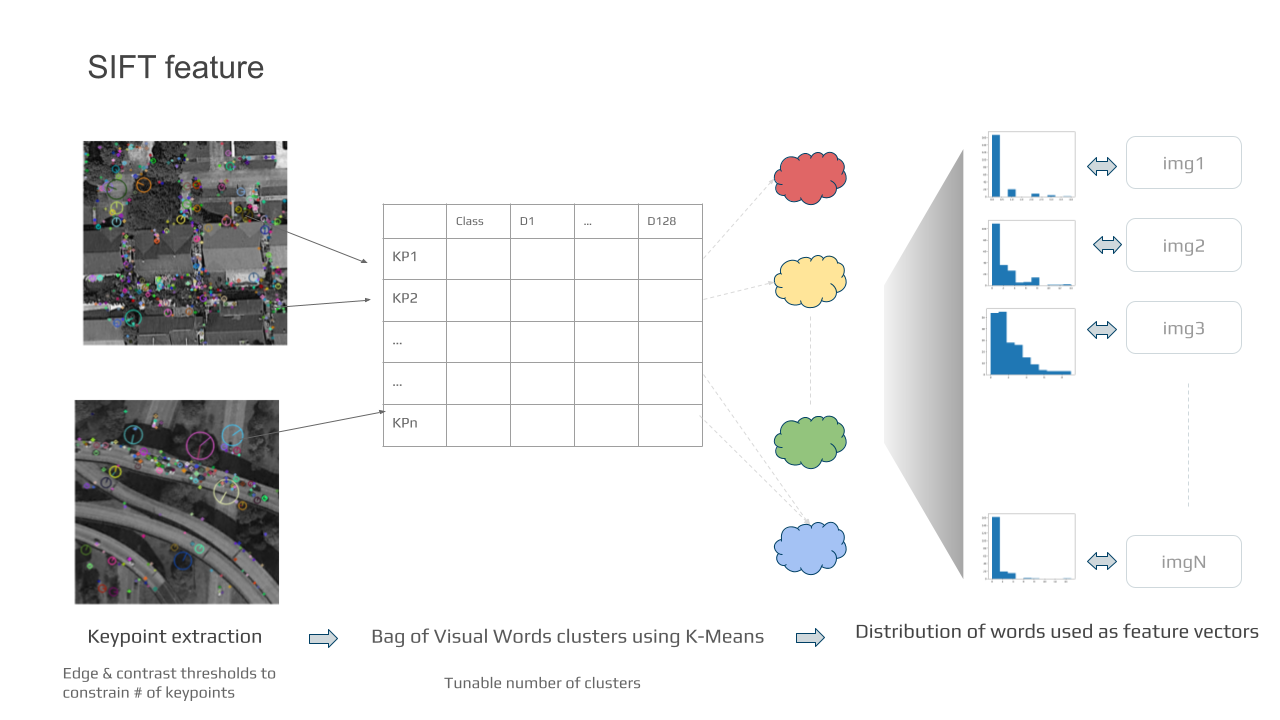 SIFT feature
Class D1 ... D128
KP1
KP2
...
...
KPn
img1
img2
img3
imgN
Keypoint extraction
Bag of Visual Words clusters using K-Means
Distribution of words used as feature vectors
Edge & contrast thresholds to
constrain # of keypoints
Tunable number of clusters